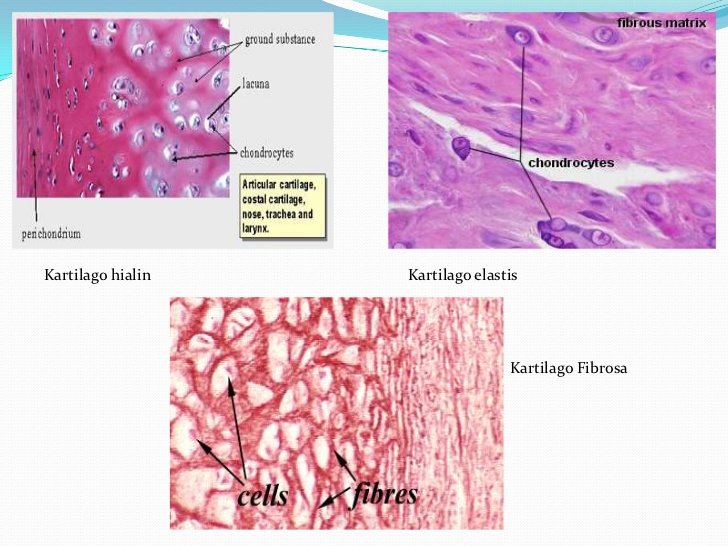 ground substance
lacuna
chondrocytes
Articular cartilage,
costal cartilage,
nose, trachea and
larynx.
perichondrium
fibrous matrix
chondrocytes
Kartilago hialin
Kartilago elastis
cells
fibres
Kartilago Fibrosa